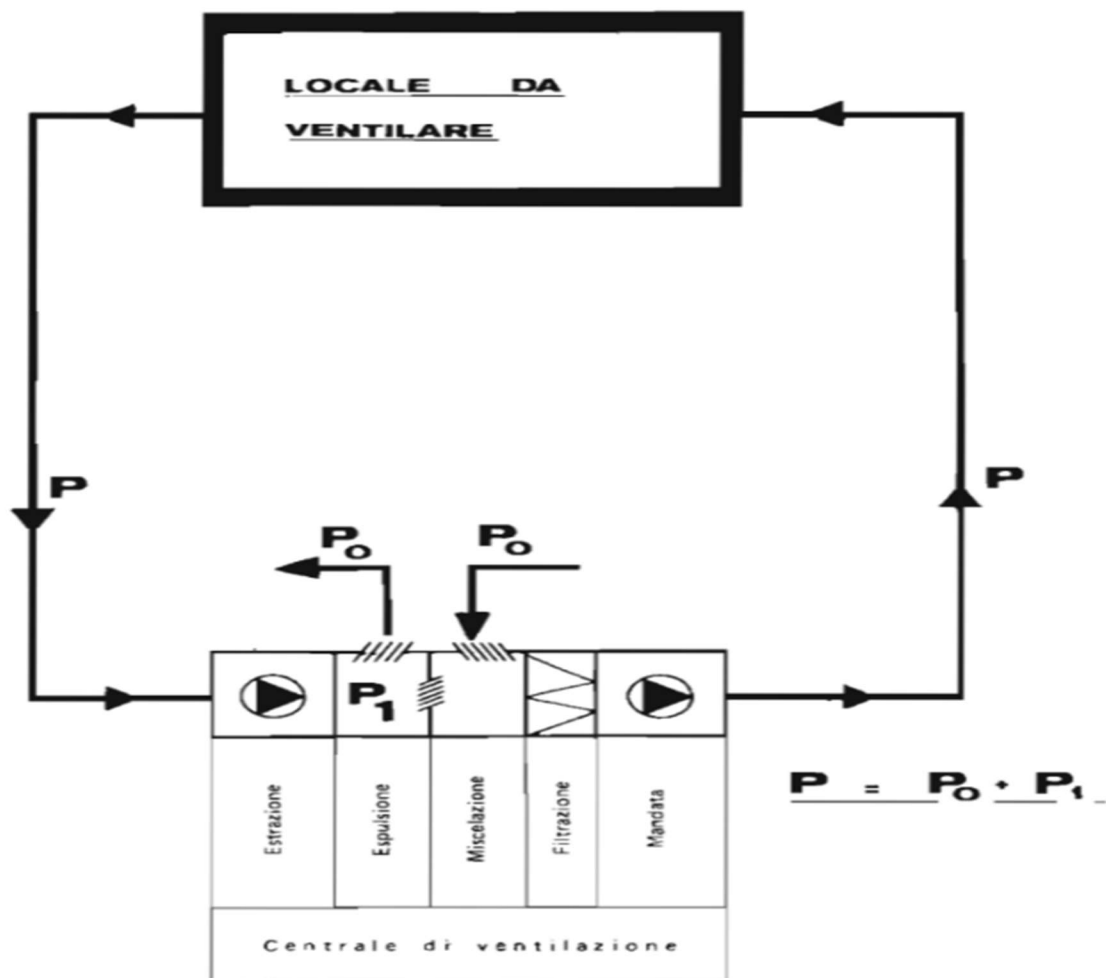 LOCALE DA
VENTILARE
P
P
P₀
P₀
P₁
Estrazione
Espulsione
Miscelazione
Filtrazione
Mandata
P = P₀ + P₁
Centrale di ventilazione